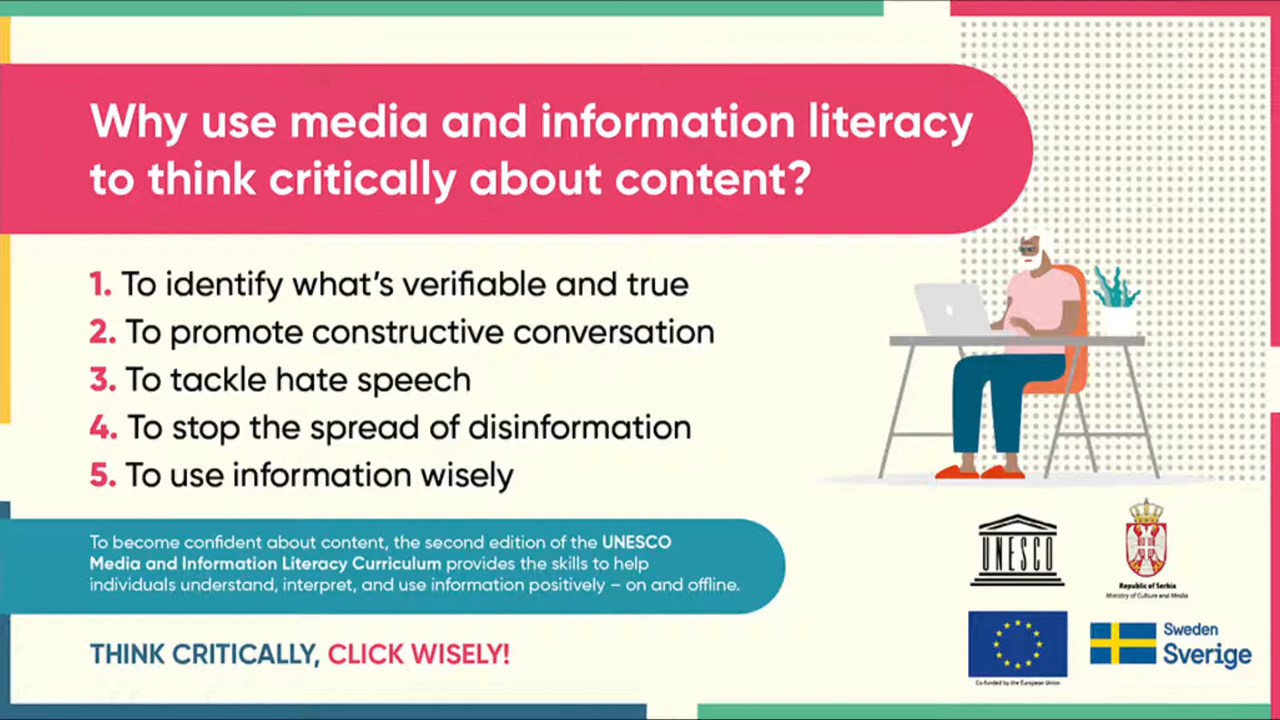 Why use media and information literacy
to think critically about content?
1. To identify what's verifiable and true
2. To promote constructive conversation
3. To tackle hate speech
4. To stop the spread of disinformation
5. To use information wisely
To become confident about content, the second edition of the UNESCO
Media and Information Literacy Curriculum provides the skills to help
individuals understand, interpret, and use information positively – on and offline.
THINK CRITICALLY, CLICK WISELY!
UNESCO
Republic of Serbia
Ministry of Culture and Media
Co-funded by the European Union
Sweden
Sverige